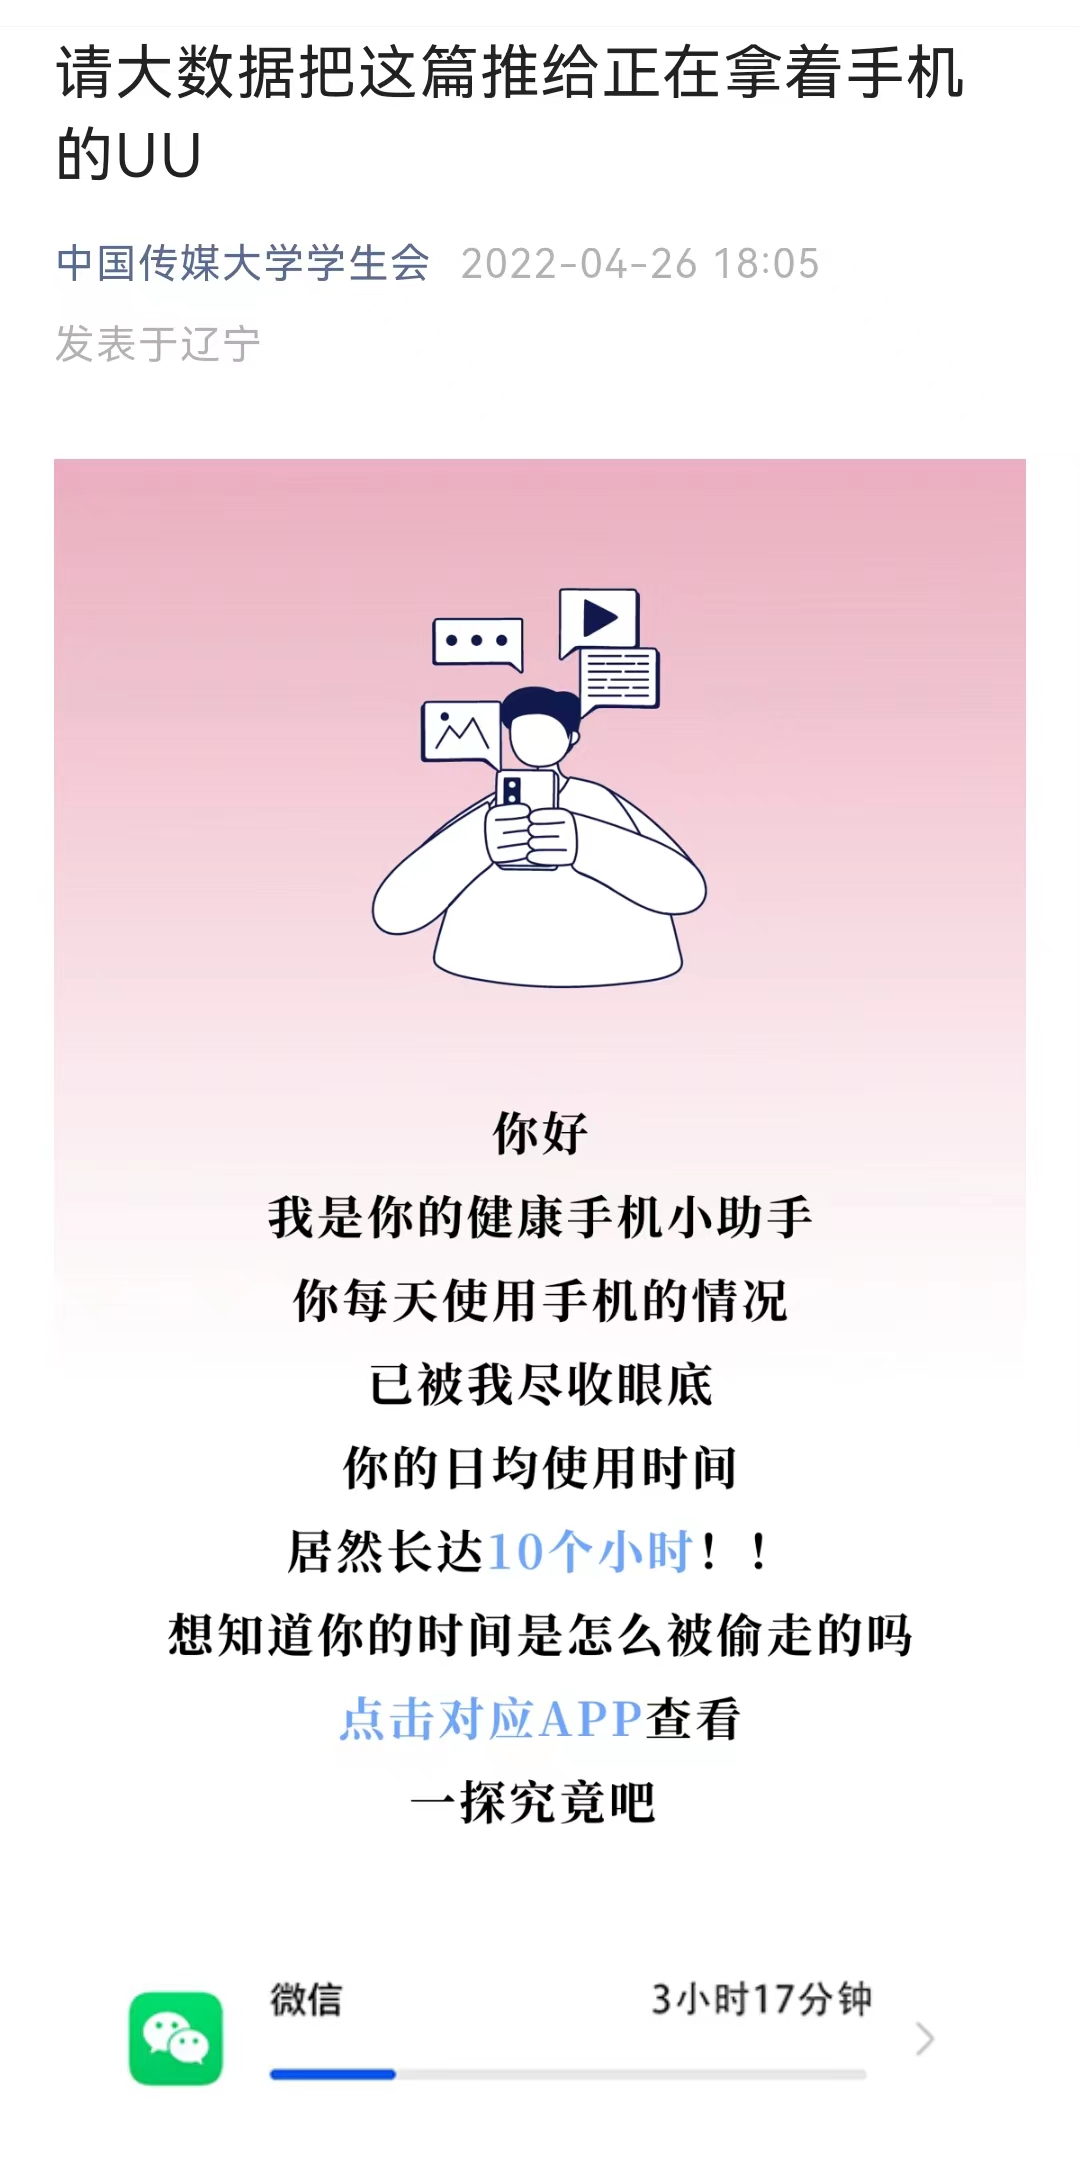 请大数据把这篇推给正在拿着手机
的UU
中国传媒大学学生会 2022-04-26 18:05
发表于辽宁
你好
我是你的健康手机小助手
你每天使用手机的情况
已被我尽收眼底
你的日均使用时间
居然长达10个小时！！
想知道你的时间是怎么被偷走的吗
点击对应APP查看
一探究竟吧
微信 3小时17分钟